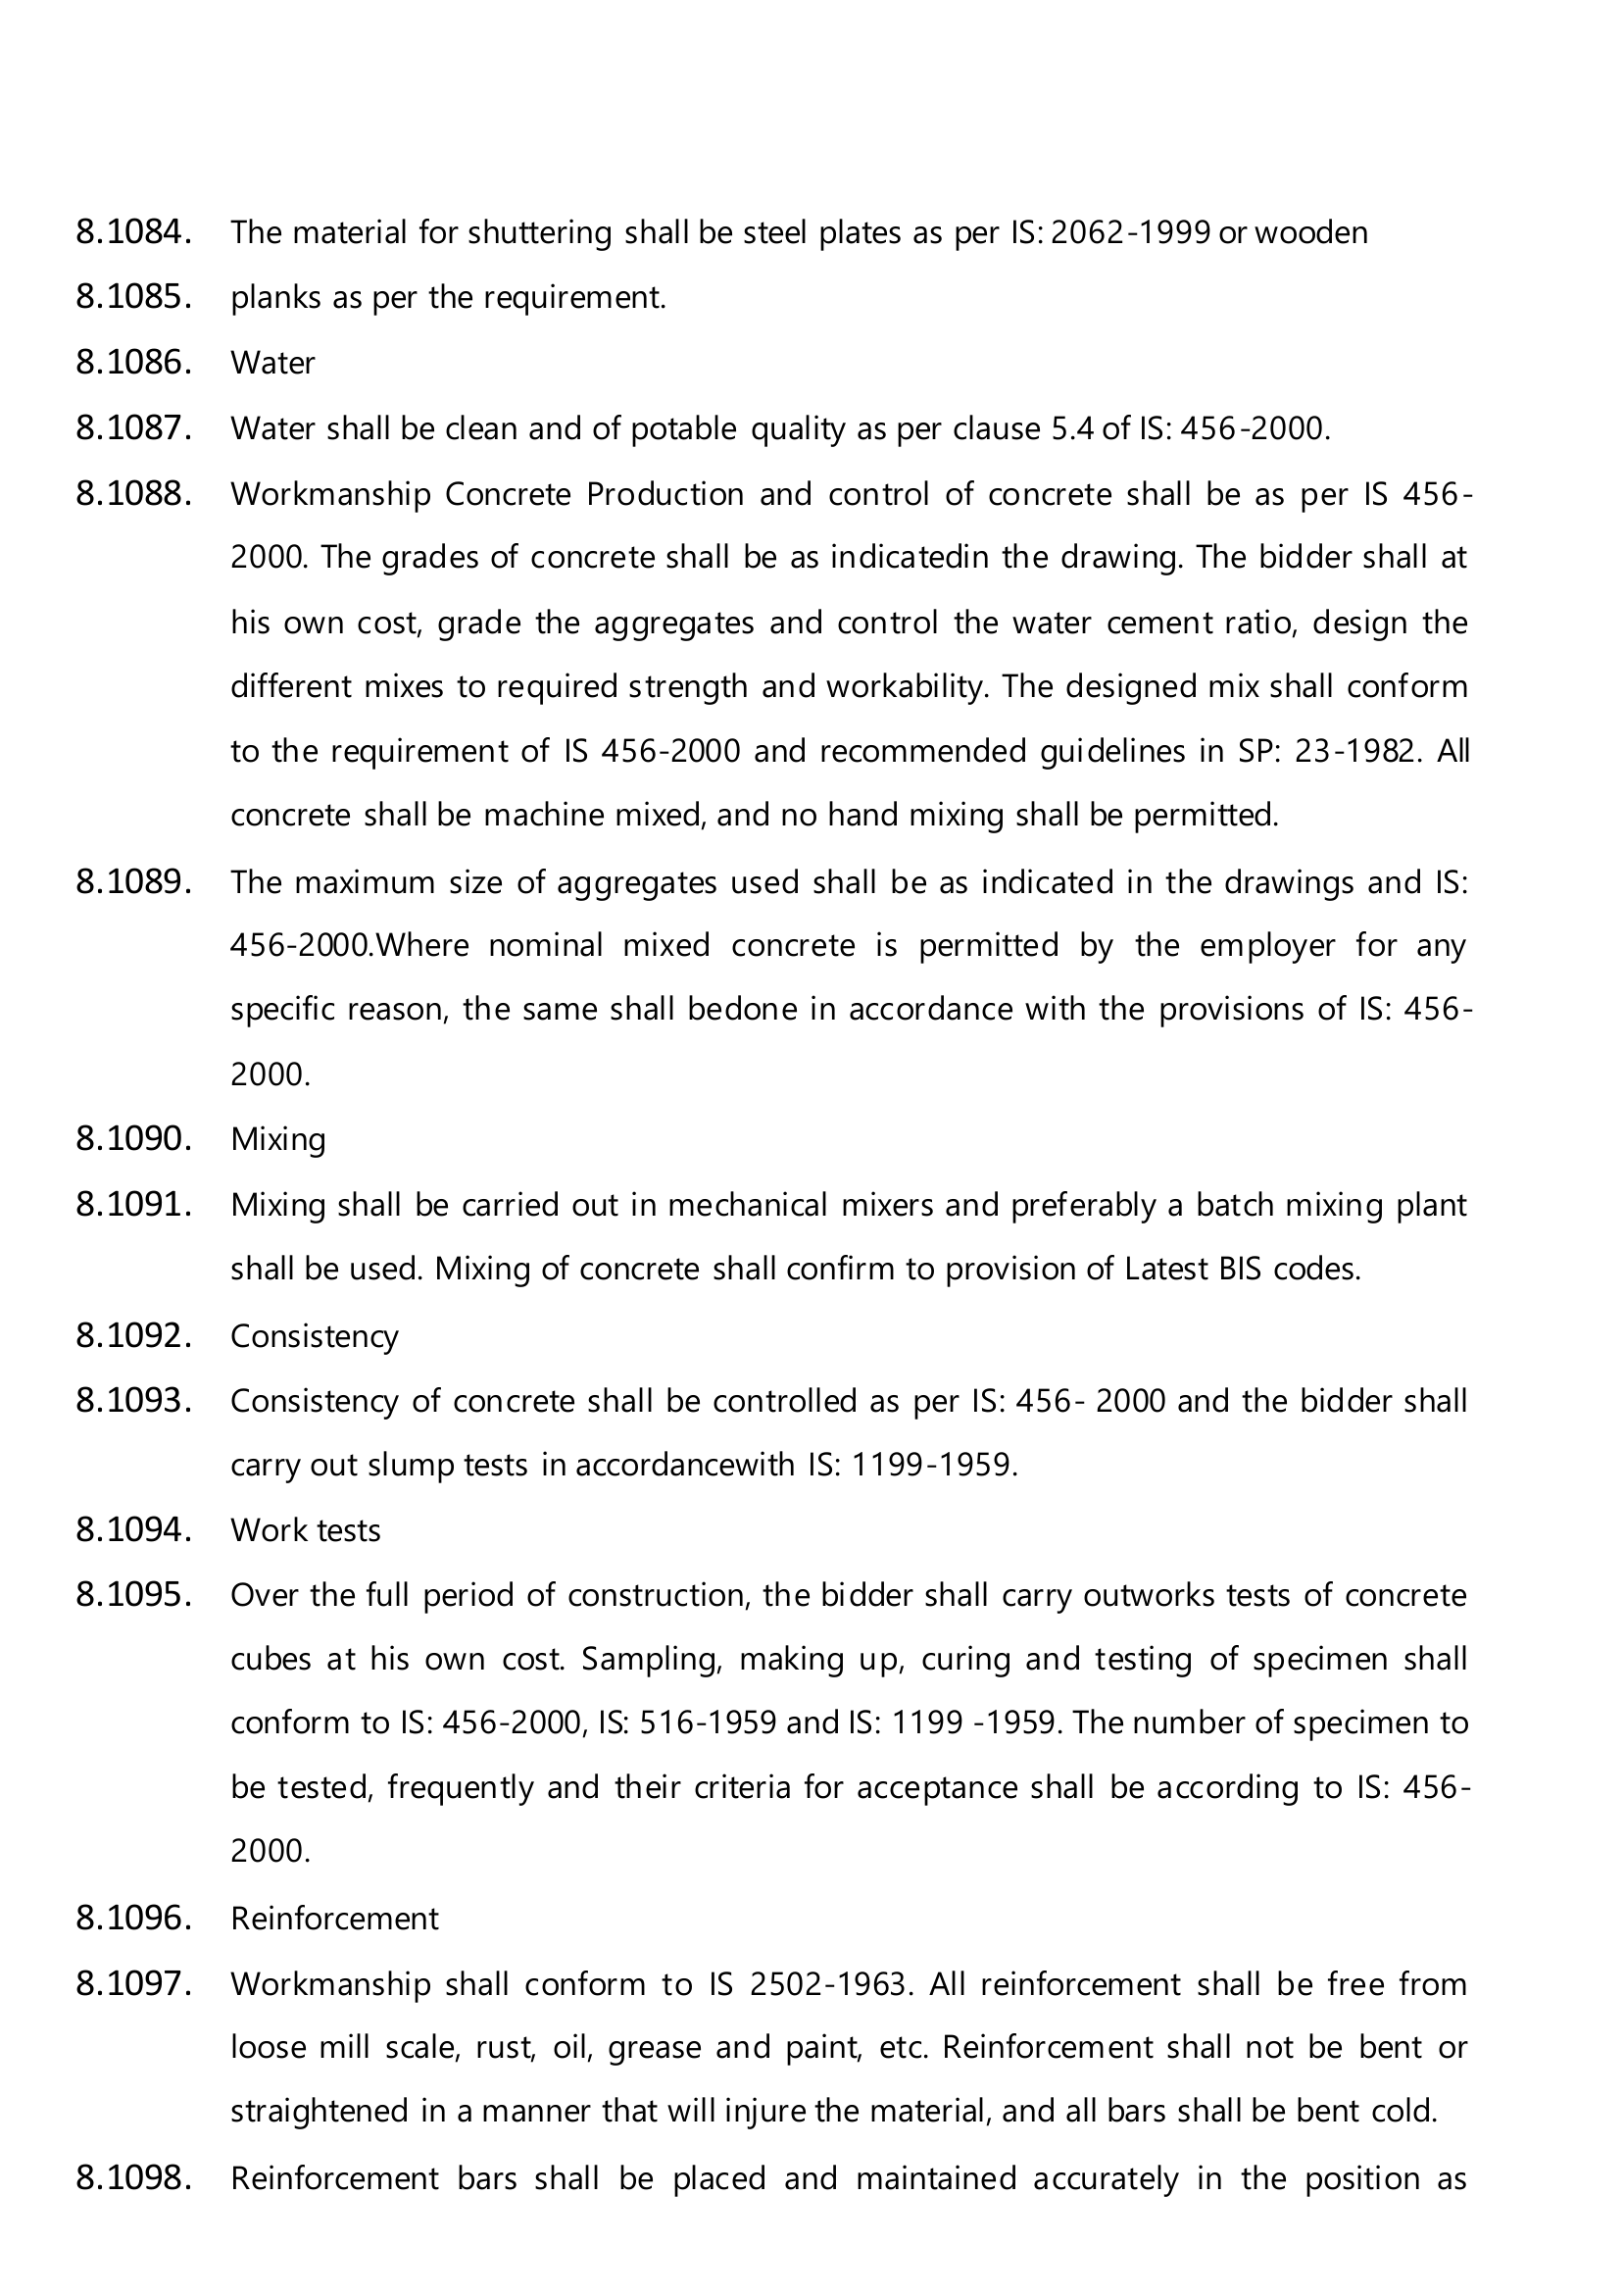 8.1084. The material for shuttering shall be steel plates as per IS: 2062-1999 or wooden
8.1085. planks as per the requirement.
8.1086. Water
8.1087. Water shall be clean and of potable quality as per clause 5.4 of IS: 456-2000.
8.1088. Workmanship Concrete Production and control of concrete shall be as per IS 456-
2000. The grades of concrete shall be as indicatedin the drawing. The bidder shall at
his own cost, grade the aggregates and control the water cement ratio, design the
different mixes to required strength and workability. The designed mix shall conform
to the requirement of IS 456-2000 and recommended guidelines in SP: 23-1982. All
concrete shall be machine mixed, and no hand mixing shall be permitted.
8.1089. The maximum size of aggregates used shall be as indicated in the drawings and IS:
456-2000.Where nominal mixed concrete is permitted by the employer for any
specific reason, the same shall bedone in accordance with the provisions of IS: 456-
2000.
8.1090. Mixing
8.1091. Mixing shall be carried out in mechanical mixers and preferably a batch mixing plant
shall be used. Mixing of concrete shall confirm to provision of Latest BIS codes.
8.1092. Consistency
8.1093. Consistency of concrete shall be controlled as per IS: 456- 2000 and the bidder shall
carry out slump tests in accordancewith IS: 1199-1959.
8.1094. Work tests
8.1095. Over the full period of construction, the bidder shall carry outworks tests of concrete
cubes at his own cost. Sampling, making up, curing and testing of specimen shall
conform to IS: 456-2000, IS: 516-1959 and IS: 1199 -1959. The number of specimen to
be tested, frequently and their criteria for acceptance shall be according to IS: 456-
2000.
8.1096. Reinforcement
8.1097. Workmanship shall conform to IS 2502-1963. All reinforcement shall be free from
loose mill scale, rust, oil, grease and paint, etc. Reinforcement shall not be bent or
straightened in a manner that will injure the material, and all bars shall be bent cold.
8.1098. Reinforcement bars shall be placed and maintained accurately in the position as